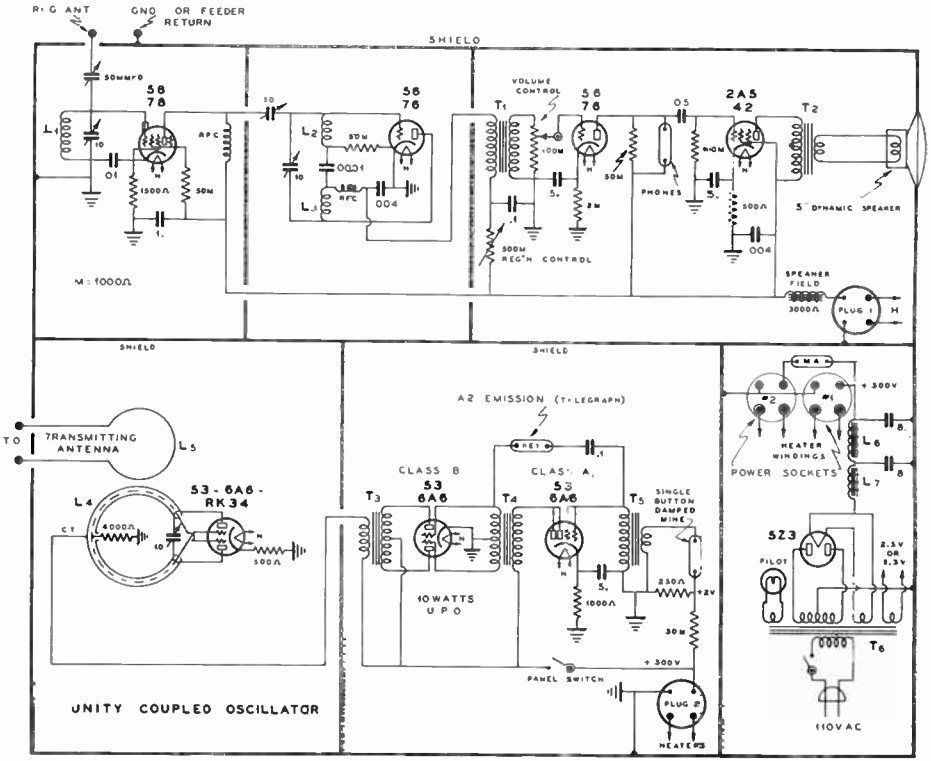 GND OR FEEDER
RETURN
SHIELD
50MMFD
58
78
L1
10
01
1500Ω
50M
1.
RFC
M = 1000Ω
50
56
76
L2
50M
10
RFC
004
VOLUME
CONTROL
T1
56
76
100M
5.
.1
2M
500M
REG'N CONTROL
50M
PHONES
05
2A5
42
T2
5.
500Ω
004
5" DYNAMIC SPEAKER
SPEAKER
FIELD
3000Ω
PLUG 1
H
SHIELD
SHIELD
TO
TRANSMITTING
ANTENNA
L5
L4
53-6A6-
RK34
CT
4000Ω
10
H
500Ω
UNITY COUPLED OSCILLATOR
A2 EMISSION (TELEGRAPH)
KEY
.1
CLASS B
53
6A6
CLASS A
53
6A6
T3
T4
T5
SINGLE
BUTTON
DAMPED
MIKE
10 WATTS
U P O
H
5.
1000Ω
250Ω
+2V
30M
PANEL SWITCH
+300V
PLUG 2
HEATERS
MA
#2
#1
+300V
HEATER
WINDINGS
POWER SOCKETS
8.
L6
8
L7
5Z3
PILOT
2.5V
OR
6.3V
T6
110VAC